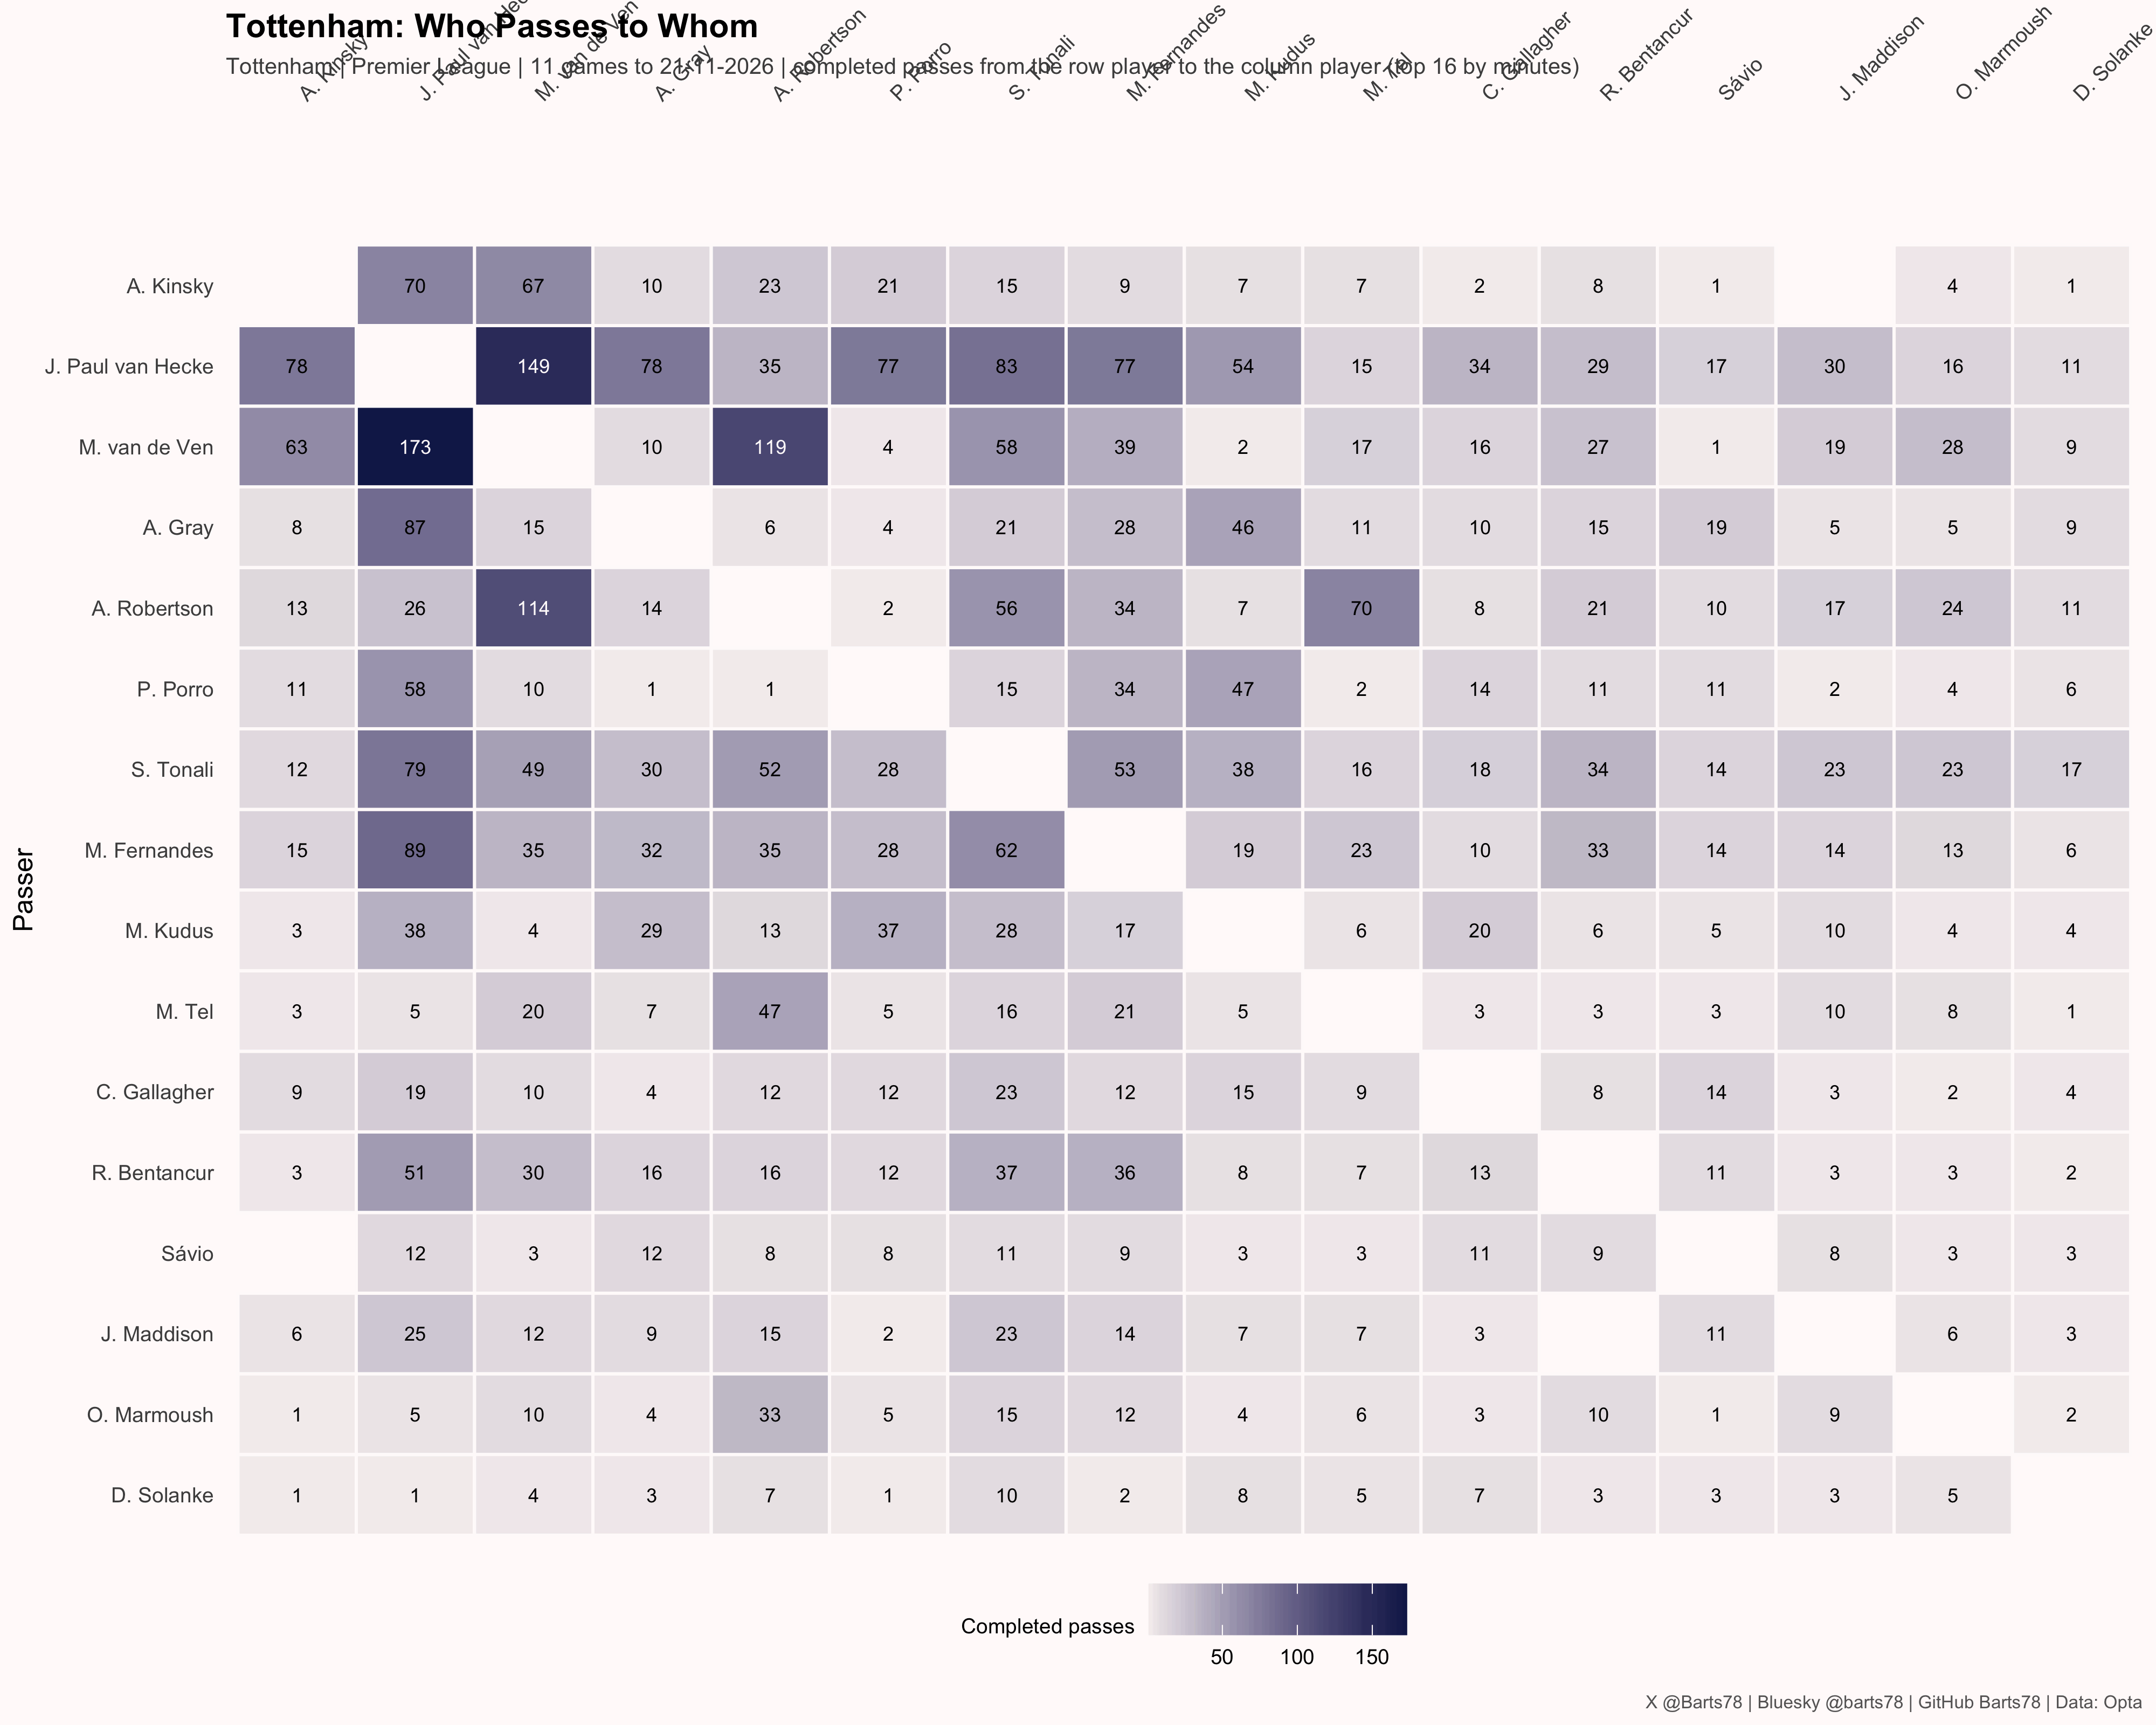 Tottenham: Who Passes to Whom
Tottenham | Premier League | 11 games to 21-11-2026 | completed passes from the row player to the column player (top 16 by minutes)
A. Kinsky J. Paul van Hecke M. van de Ven A. Gray A. Robertson P. Porro S. Tonali M. Fernandes M. Kudus M. Tel C. Gallagher R. Bentancur Sávio J. Maddison O. Marmoush D. Solanke
A. Kinsky 70 67 10 23 21 15 9 7 7 2 8 1 4 1
J. Paul van Hecke 78 149 78 35 77 83 77 54 15 34 29 17 30 16 11
M. van de Ven 63 173 10 119 4 58 39 2 17 16 27 1 19 28 9
A. Gray 8 87 15 6 4 21 28 46 11 10 15 19 5 5 9
A. Robertson 13 26 114 14 2 56 34 7 70 8 21 10 17 24 11
P. Porro 11 58 10 1 1 15 34 47 2 14 11 11 2 4 6
S. Tonali 12 79 49 30 52 28 53 38 16 18 34 14 23 23 17
M. Fernandes 15 89 35 32 35 28 62 19 23 10 33 14 14 13 6
M. Kudus 3 38 4 29 13 37 28 17 6 20 6 5 10 4 4
M. Tel 3 5 20 7 47 5 16 21 5 3 3 3 10 8 1
C. Gallagher 9 19 10 4 12 12 23 12 15 9 8 14 3 2 4
R. Bentancur 3 51 30 16 16 12 37 36 8 7 13 11 3 3 2
Sávio 12 3 12 8 8 11 9 3 3 11 9 8 3 3
J. Maddison 6 25 12 9 15 2 23 14 7 7 3 11 6 3
O. Marmoush 1 5 10 4 33 5 15 12 4 6 3 10 1 9 2
D. Solanke 1 1 4 3 7 1 10 2 8 5 7 3 3 3 5
Passer
Completed passes
50 100 150
X @Barts78 | Bluesky @barts78 | GitHub Barts78 | Data: Opta